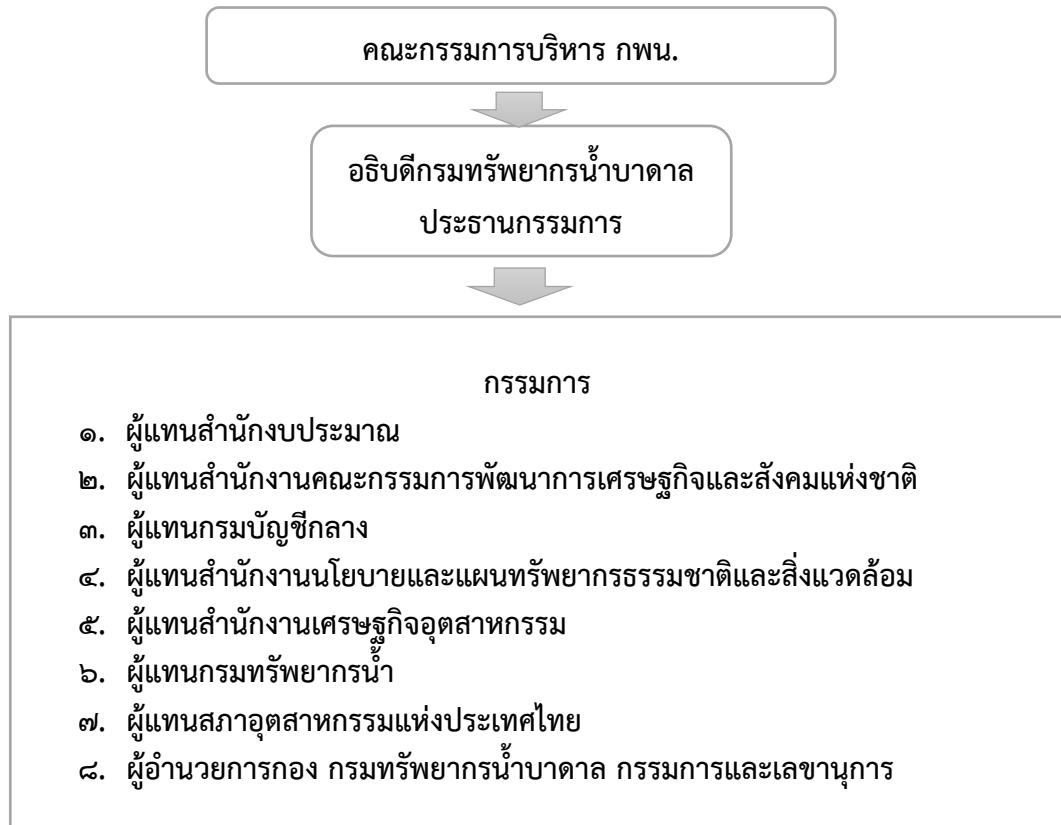 คณะกรรมการบริหาร กพน.
อธิบดีกรมทรัพยากรน้ำบาดาล
ประธานกรรมการ
กรรมการ
๑. ผู้แทนสำนักงบประมาณ
๒. ผู้แทนสำนักงานคณะกรรมการพัฒนาการเศรษฐกิจและสังคมแห่งชาติ
๓. ผู้แทนกรมบัญชีกลาง
๔. ผู้แทนสำนักงานนโยบายและแผนทรัพยากรธรรมชาติและสิ่งแวดล้อม
๕. ผู้แทนสำนักงานเศรษฐกิจอุตสาหกรรม
๖. ผู้แทนกรมทรัพยากรน้ำ
๗. ผู้แทนสภาอุตสาหกรรมแห่งประเทศไทย
๘. ผู้อำนวยการกอง กรมทรัพยากรน้ำบาดาล กรรมการและเลขานุการ